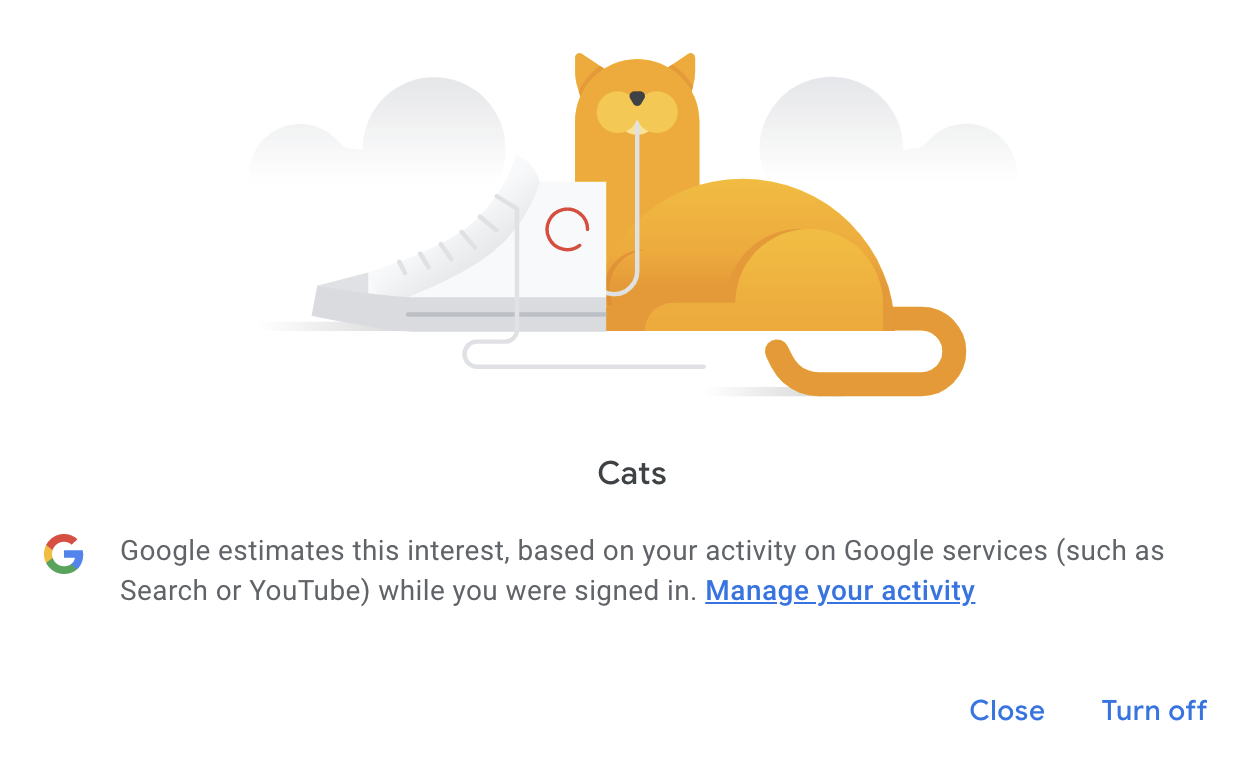 Cats
Google estimates this interest, based on your activity on Google services (such as
Search or YouTube) while you were signed in. Manage your activity
Close Turn off